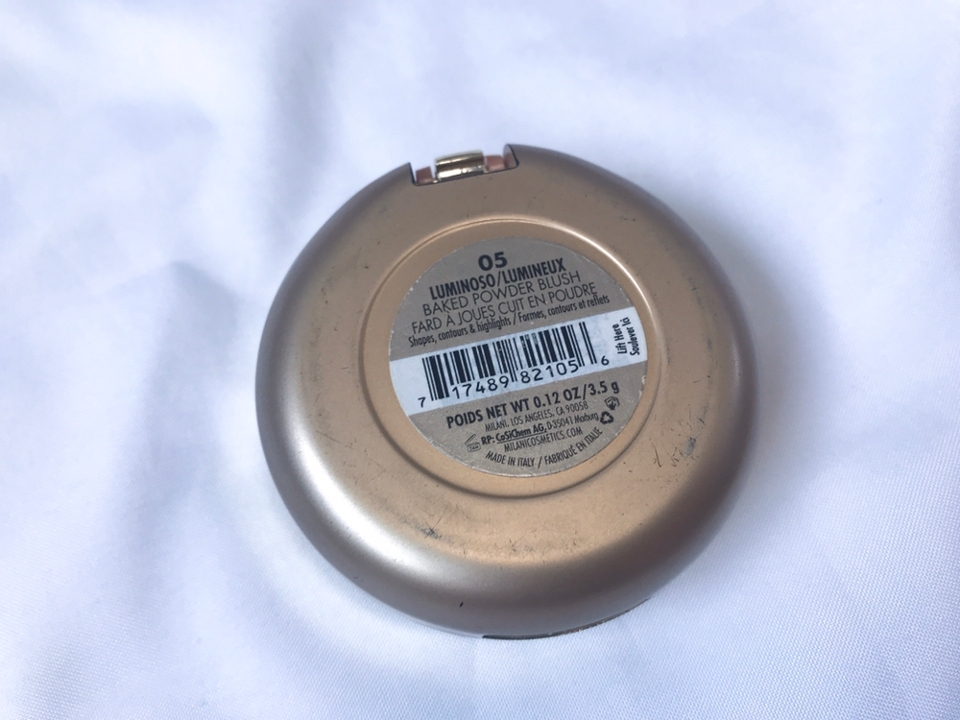 05
LUMINOSO/LUMINEUX
BAKED POWDER BLUSH
FARD À JOUES CUIT EN POUDRE
Shapes, contours & highlights / Formes, contours et reflets
Lift Here
Soulever Ici
7 17489 82105 6
POIDS NET WT 0.12 OZ/3.5 g
MILANI, LOS ANGELES, CA 90058
RP: CoSiChem AG, D-35041 Marburg
MILANICOSMETICS.COM
MADE IN ITALY / FABRIQUÉ EN ITALIE